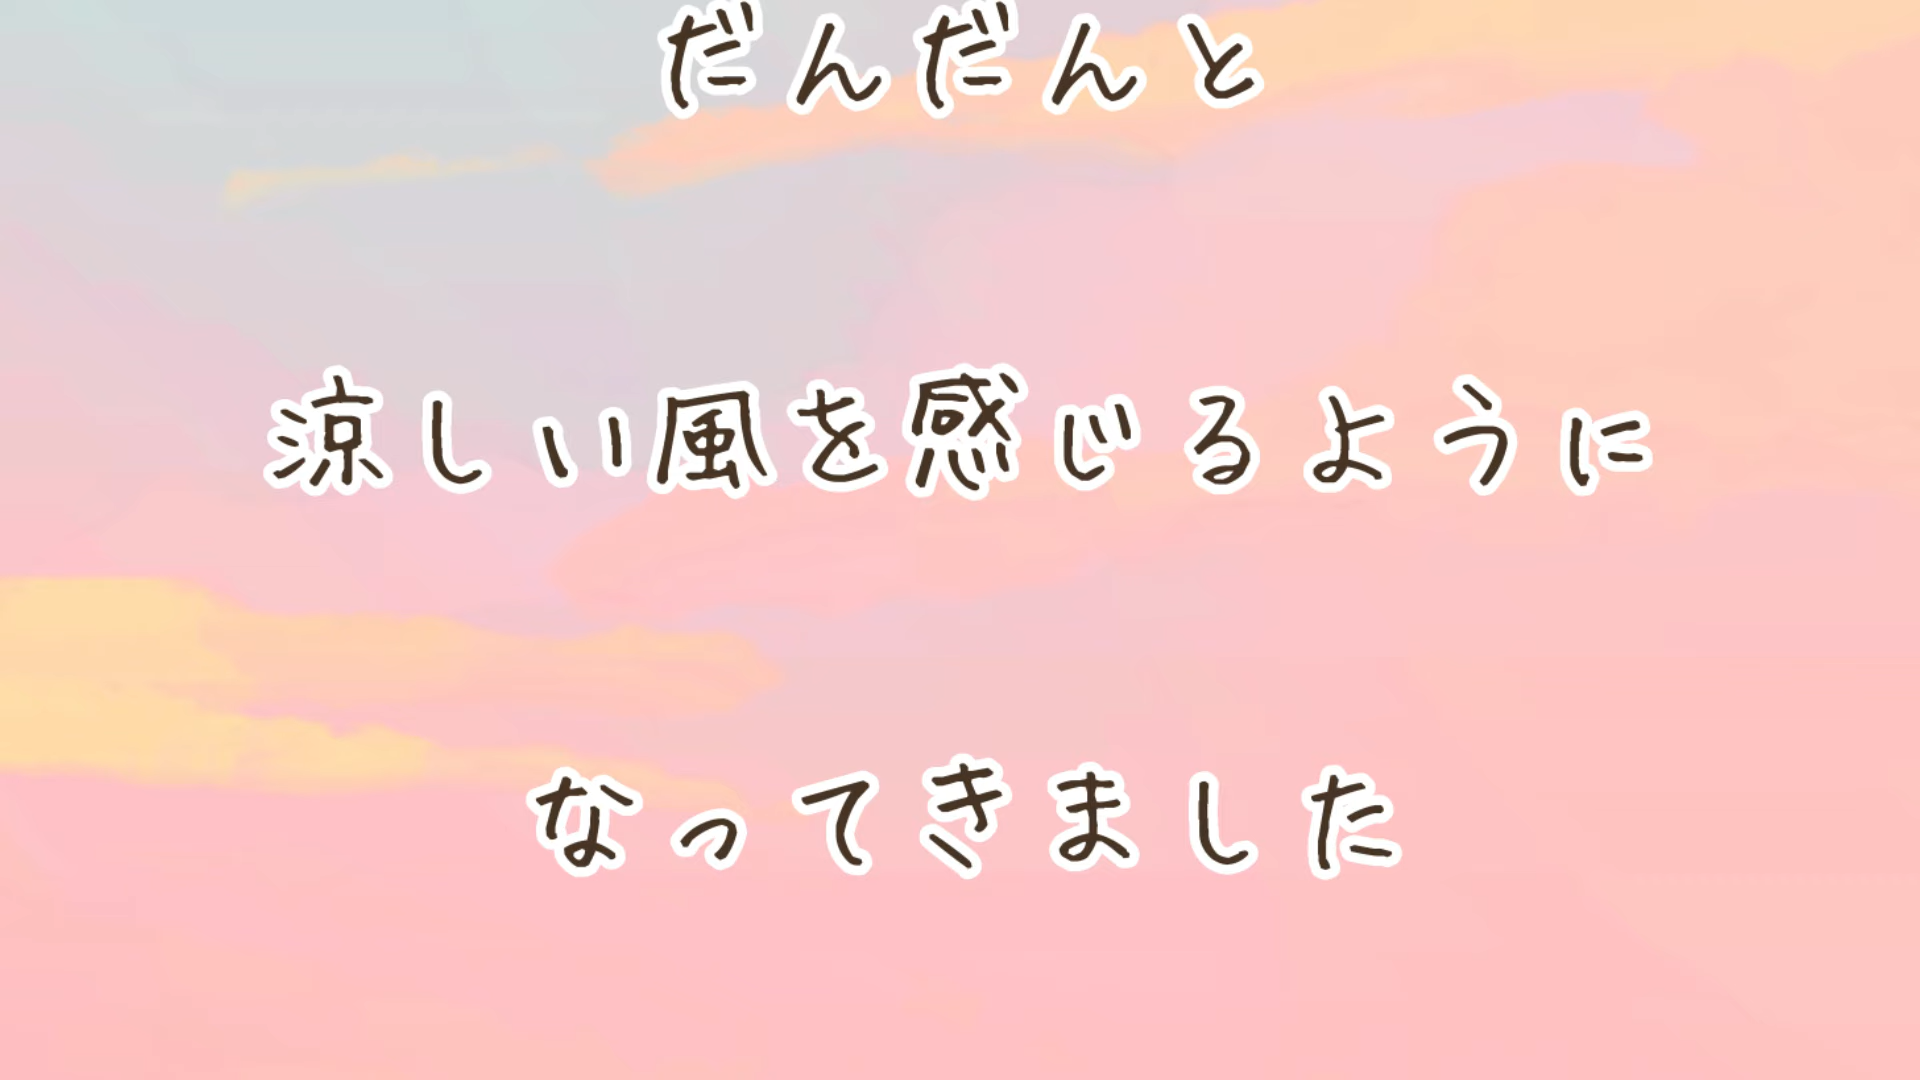 だんだんと
涼しい風を感じるように
なってきました